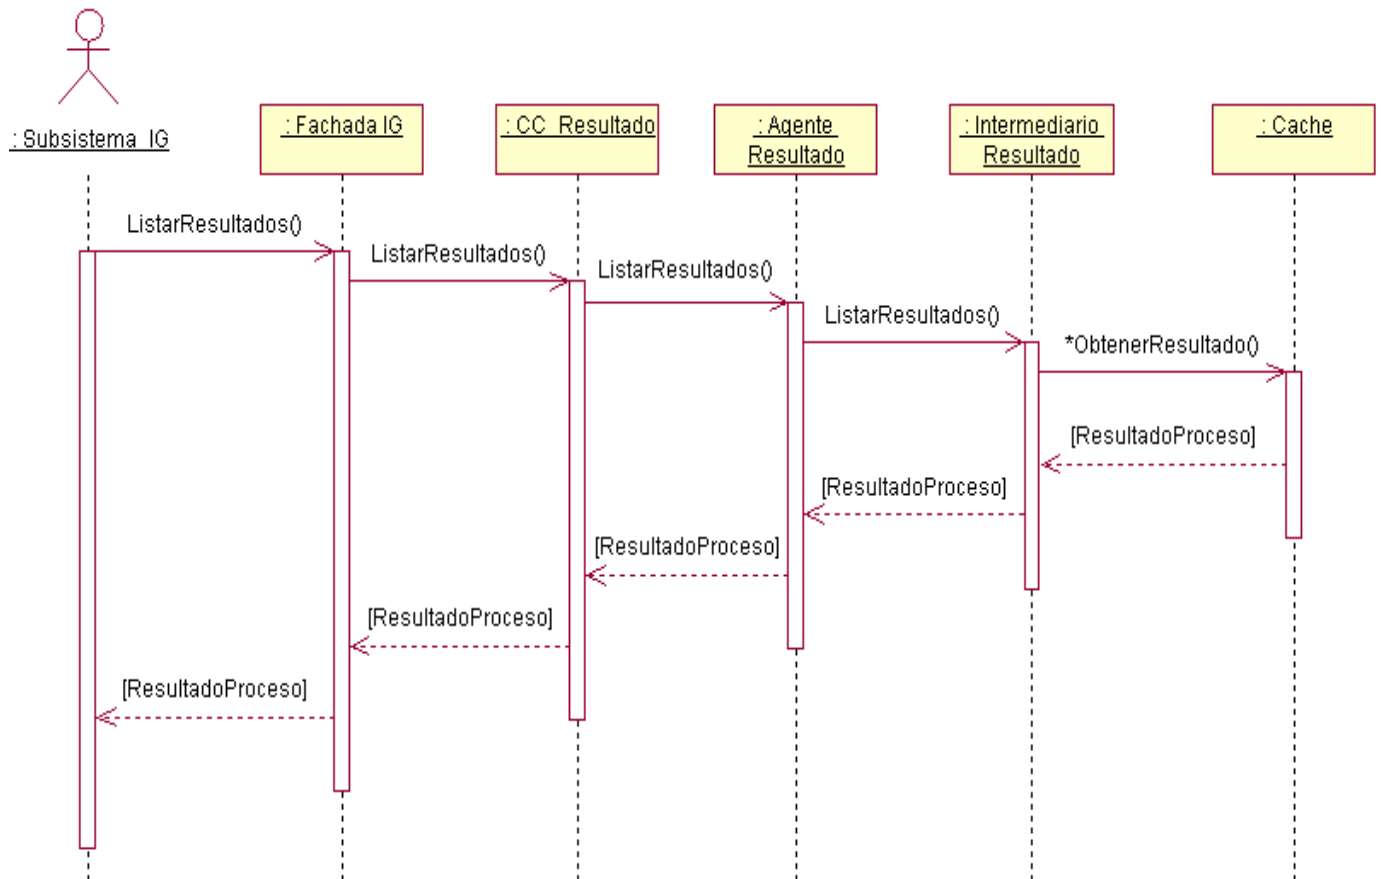 : Subsistema_IG
: Fachada IG
: CC_Resultado
: Agente
Resultado
: Intermediario
Resultado
: Cache
ListarResultados()
ListarResultados()
ListarResultados()
ListarResultados()
*ObtenerResultado()
[ResultadoProceso]
[ResultadoProceso]
[ResultadoProceso]
[ResultadoProceso]
[ResultadoProceso]